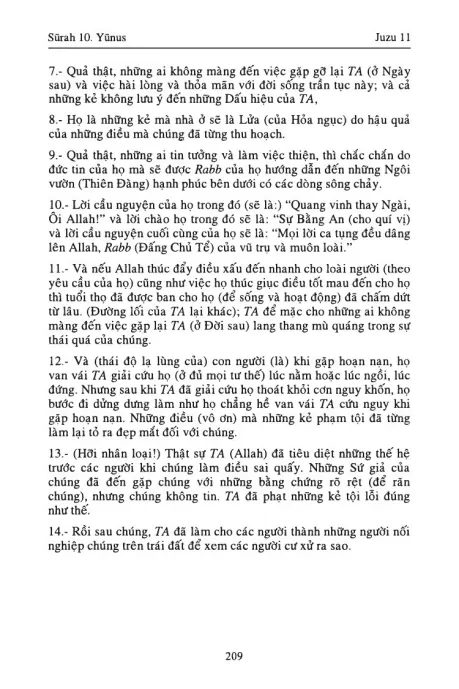 Sūrah 10. Yūnus Juzu 11
7.- Quả thật, những ai không màng đến việc gặp gỡ lại TA (ở Ngày
sau) và việc hài lòng và thỏa mãn với đời sống trần tục này; và cả
những kẻ không lưu ý đến những Dấu hiệu của TA,
8.- Họ là những kẻ mà nhà ở sẽ là Lửa (của Hỏa ngục) do hậu quả
của những điều mà chúng đã từng thu hoạch.
9.- Quả thật, những ai tin tưởng và làm việc thiện, thì chắc chắn do
đức tin của họ mà sẽ được Rabb của họ hướng dẫn đến những Ngôi
vườn (Thiên Đàng) hạnh phúc bên dưới có các dòng sông chảy.
10.- Lời cầu nguyện của họ trong đó (sẽ là:) “Quang vinh thay Ngài,
Ôi Allah!” và lời chào họ trong đó sẽ là: “Sự Bằng An (cho quí vị)
và lời cầu nguyện cuối cùng của họ sẽ là: “Mọi lời ca tụng đều dâng
lên Allah, Rabb (Đấng Chủ Tể) của vũ trụ và muôn loài.”
11.- Và nếu Allah thúc đẩy điều xấu đến nhanh cho loài người (theo
yêu cầu của họ) cũng như việc họ thúc giục điều tốt mau đến cho họ
thì tuổi thọ đã được ban cho họ (để sống và hoạt động) đã chấm dứt
từ lâu. (Đường lối của TA lại khác); TA để mặc cho những ai không
màng đến việc gặp lại TA (ở Đời sau) lang thang mù quáng trong sự
thái quá của chúng.
12.- Và (thái độ lạ lùng của) con người (là) khi gặp hoạn nạn, họ
van vái TA giải cứu họ (ở đủ mọi tư thế) lúc nằm hoặc lúc ngồi, lúc
đứng. Nhưng sau khi TA đã giải cứu họ thoát khỏi cơn nguy khốn, họ
bước đi dửng dưng làm như họ chẳng hề van vái TA cứu nguy khi
gặp hoạn nạn. Những điều (vô ơn) mà những kẻ phạm tội đã từng
làm lại tỏ ra đẹp mắt đối với chúng.
13.- (Hỡi nhân loại!) Thật sự TA (Allah) đã tiêu diệt những thế hệ
trước các người khi chúng làm điều sai quấy. Những Sứ giả của
chúng đã đến gặp chúng với những bằng chứng rõ rệt (để răn
chúng), nhưng chúng không tin. TA đã phạt những kẻ tội lỗi đúng
như thế.
14.- Rồi sau chúng, TA đã làm cho các người thành những người nối
nghiệp chúng trên trái đất để xem các người cư xử ra sao.
209